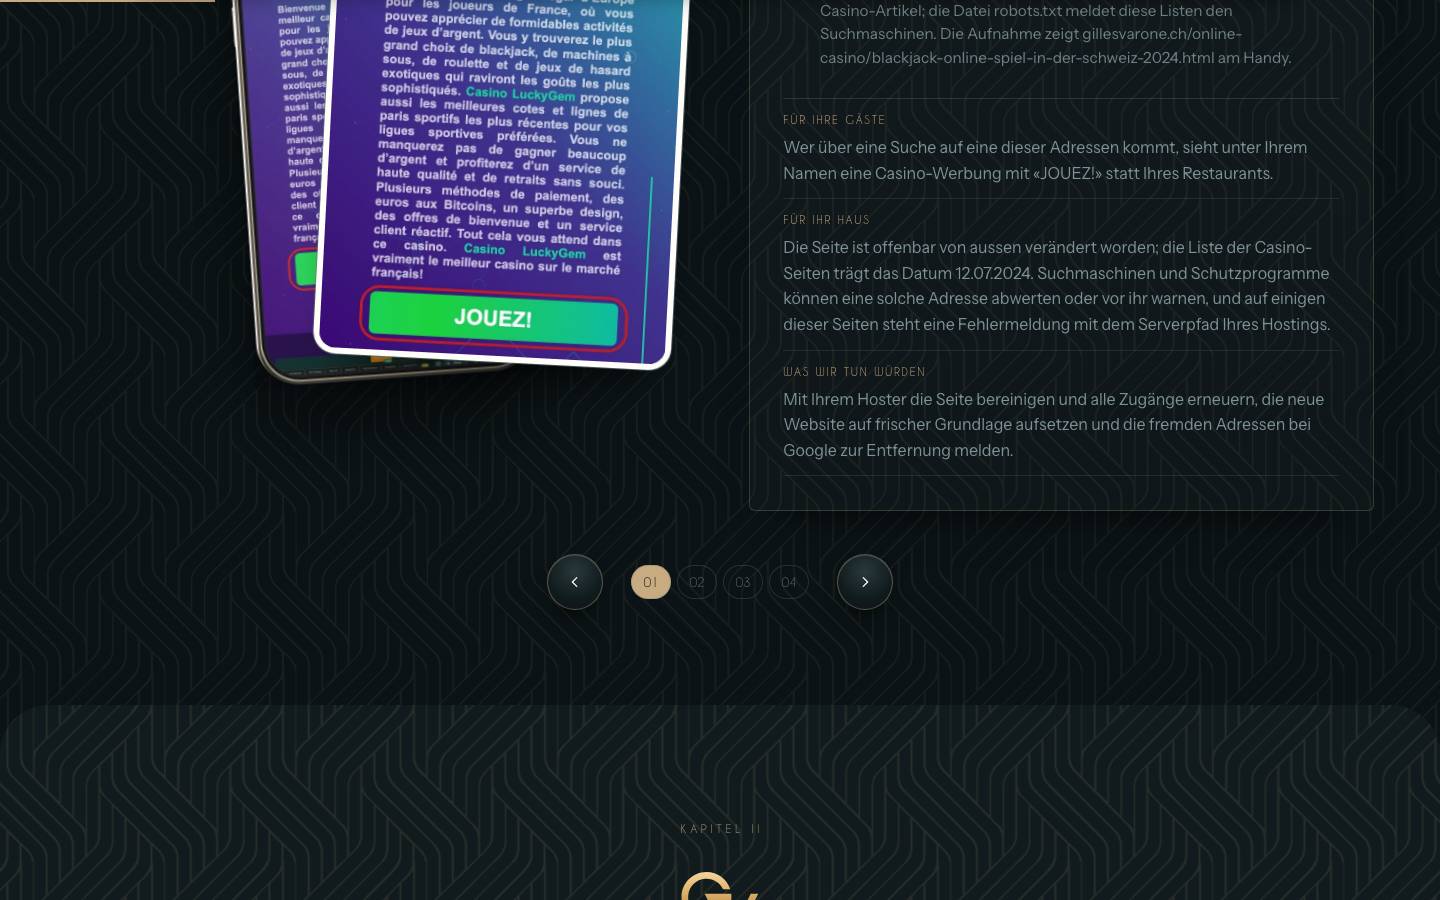 pour les joueurs de France, où vous
pouvez apprécier de formidables activités
de jeux d'argent. Vous y trouverez le plus
grand choix de blackjack, de machines à
sous, de roulette et de jeux de hasard
exotiques qui raviront les goûts les plus
sophistiqués. Casino LuckyGem propose
aussi les meilleures cotes et lignes de
paris sportifs les plus récentes pour vos
ligues sportives préférées. Vous ne
manquerez pas de gagner beaucoup
d'argent et profiterez d'un service de
haute qualité et de retraits sans souci.
Plusieurs méthodes de paiement, des
euros aux Bitcoins, un superbe design,
des offres de bienvenue et un service
client réactif. Tout cela vous attend dans
ce casino. Casino LuckyGem est
vraiment le meilleur casino sur le marché
français!
JOUEZ!
Casino-Artikel; die Datei robots.txt meldet diese Listen den
Suchmaschinen. Die Aufnahme zeigt gillesvarone.ch/online-
casino/blackjack-online-spiel-in-der-schweiz-2024.html am Handy.
FÜR IHRE GÄSTE
Wer über eine Suche auf eine dieser Adressen kommt, sieht unter Ihrem
Namen eine Casino-Werbung mit «JOUEZ!» statt Ihres Restaurants.
FÜR IHR HAUS
Die Seite ist offenbar von aussen verändert worden; die Liste der Casino-
Seiten trägt das Datum 12.07.2024. Suchmaschinen und Schutzprogramme
können eine solche Adresse abwerten oder vor ihr warnen, und auf einigen
dieser Seiten steht eine Fehlermeldung mit dem Serverpfad Ihres Hostings.
WAS WIR TUN WÜRDEN
Mit Ihrem Hoster die Seite bereinigen und alle Zugänge erneuern, die neue
Website auf frischer Grundlage aufsetzen und die fremden Adressen bei
Google zur Entfernung melden.
01 02 03 04
KAPITEL II